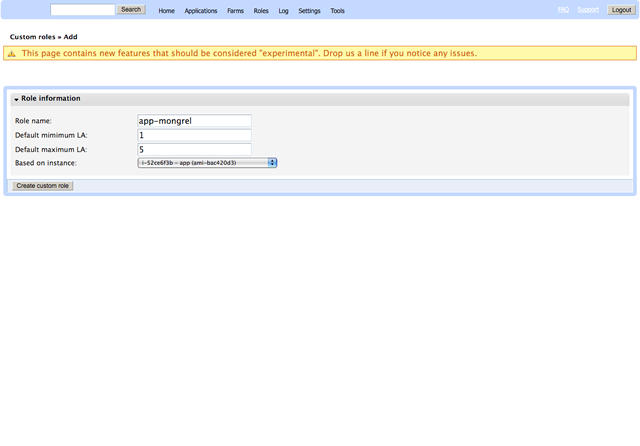 Search Home Applications Farms Roles Log Settings Tools FAQ Support Logout
Custom roles » Add
This page contains new features that should be considered "experimental". Drop us a line if you notice any issues.
Role information
Role name: app-mongrel
Default mimimum LA: 1
Default maximum LA: 5
Based on instance: i-52ce6f3b - app (ami-bac420d3)
Create custom role